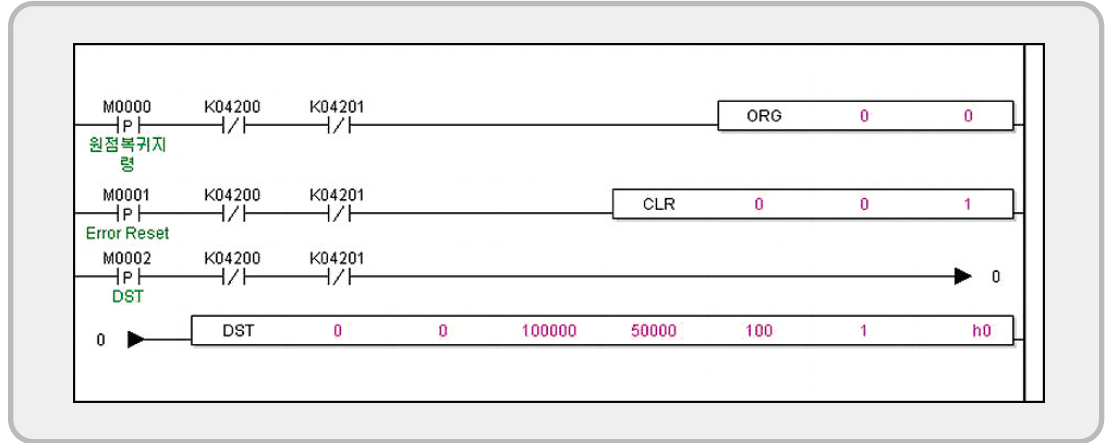 M0000 K04200 K04201
P / / ORG 0 0
원점복귀지
령
M0001 K04200 K04201
P / / CLR 0 0 1
Error Reset
M0002 K04200 K04201
P / / 0
DST
0 DST 0 0 100000 50000 100 1 h0